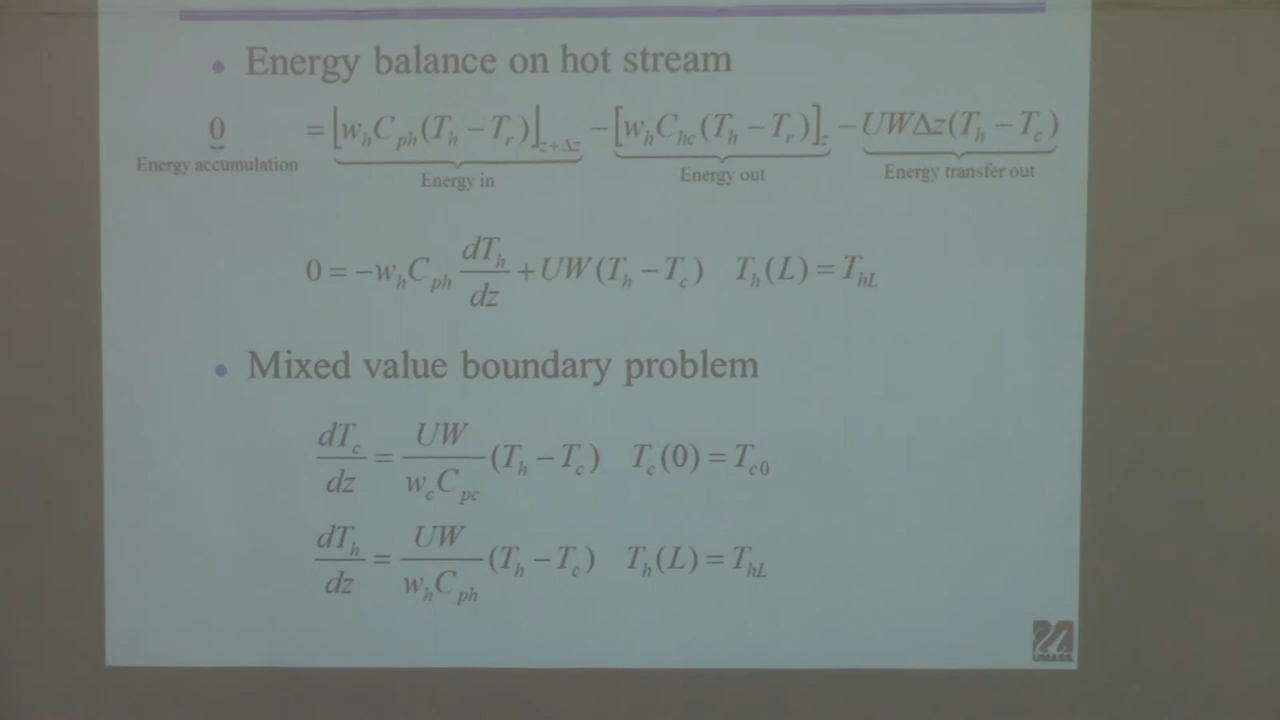 • Energy balance on hot stream
0 = [w_h C_ph (T_h − T_r)]_{z+Δz} − [w_h C_hc (T_h − T_r)]_z − UWΔz(T_h − T_c)
Energy accumulation Energy in Energy out Energy transfer out
0 = −w_h C_ph dT_h/dz + UW(T_h − T_c) T_h(L) = T_hL
• Mixed value boundary problem
dT_c/dz = UW/(w_c C_pc) (T_h − T_c) T_c(0) = T_c0
dT_h/dz = UW/(w_h C_ph) (T_h − T_c) T_h(L) = T_hL
UMASS